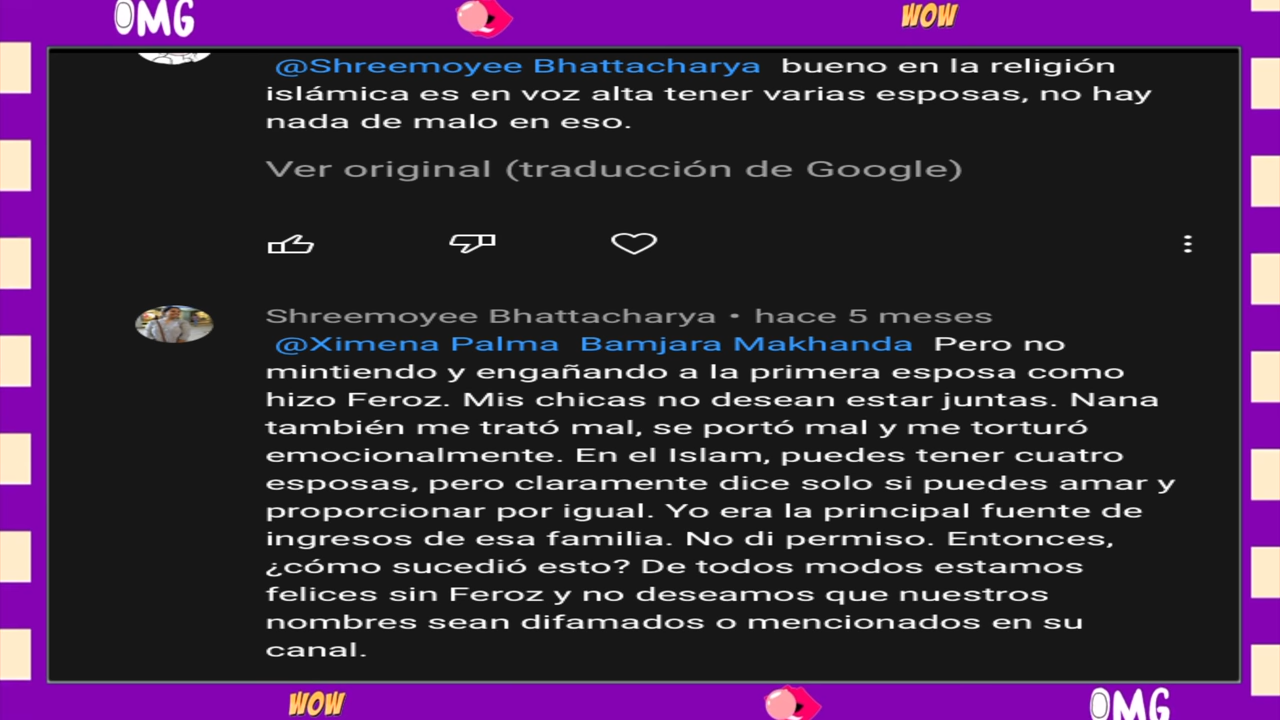 OMG
WOW
@Shreemoyee Bhattacharya bueno en la religión
islámica es en voz alta tener varias esposas, no hay
nada de malo en eso.
Ver original (traducción de Google)
Shreemoyee Bhattacharya • hace 5 meses
@Ximena Palma Bamjara Makhanda Pero no
mintiendo y engañando a la primera esposa como
hizo Feroz. Mis chicas no desean estar juntas. Nana
también me trató mal, se portó mal y me torturó
emocionalmente. En el Islam, puedes tener cuatro
esposas, pero claramente dice solo si puedes amar y
proporcionar por igual. Yo era la principal fuente de
ingresos de esa familia. No di permiso. Entonces,
¿cómo sucedió esto? De todos modos estamos
felices sin Feroz y no deseamos que nuestros
nombres sean difamados o mencionados en su
canal.
WOW
OMG